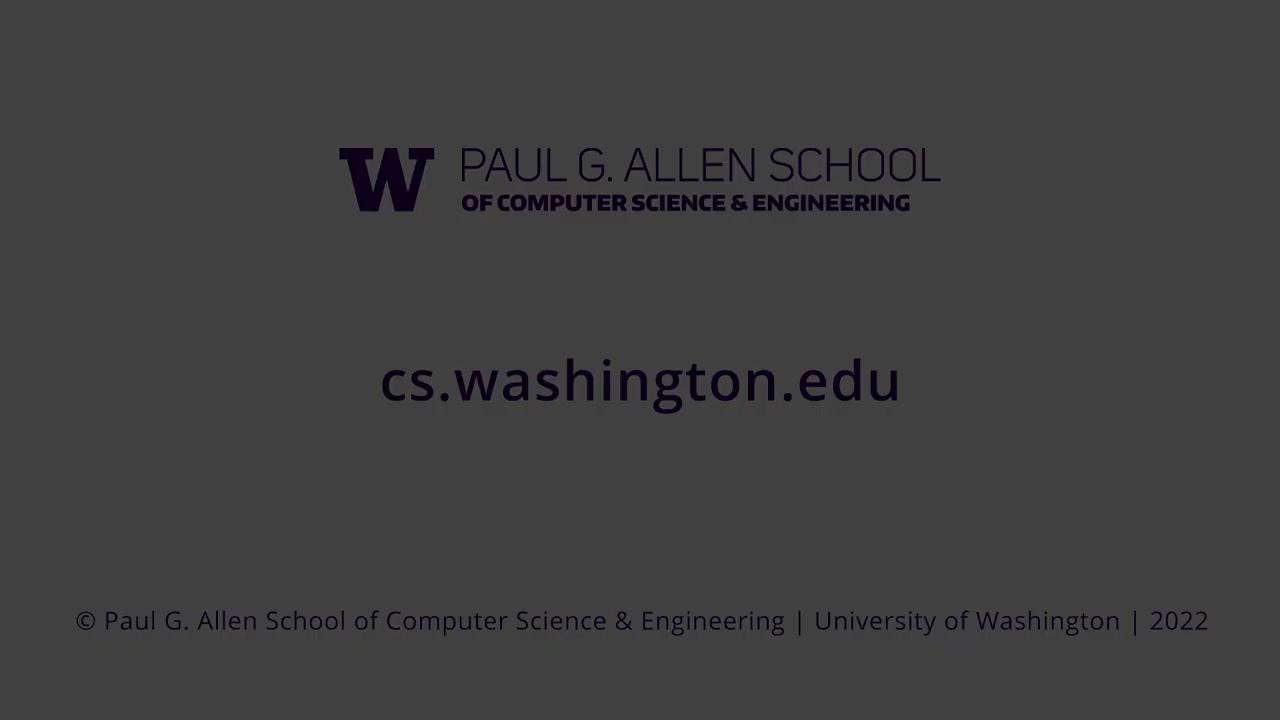 W PAUL G. ALLEN SCHOOL
OF COMPUTER SCIENCE & ENGINEERING
cs.washington.edu
© Paul G. Allen School of Computer Science & Engineering | University of Washington | 2022